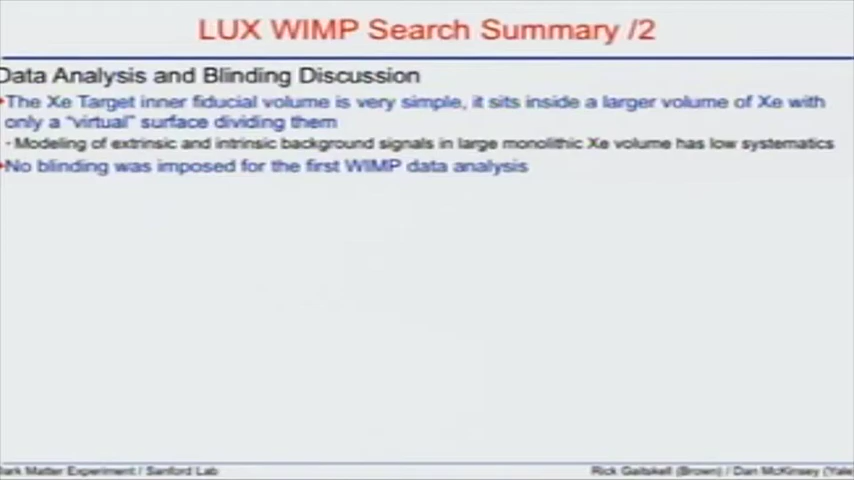 LUX WIMP Search Summary /2
Data Analysis and Blinding Discussion
The Xe Target inner fiducial volume is very simple, it sits inside a larger volume of Xe with
only a "virtual" surface dividing them
- Modeling of extrinsic and intrinsic background signals in large monolithic Xe volume has low systematics
No blinding was imposed for the first WIMP data analysis
Dark Matter Experiment / Sanford Lab
Rick Gaitskell (Brown) / Dan McKinsey (Yale